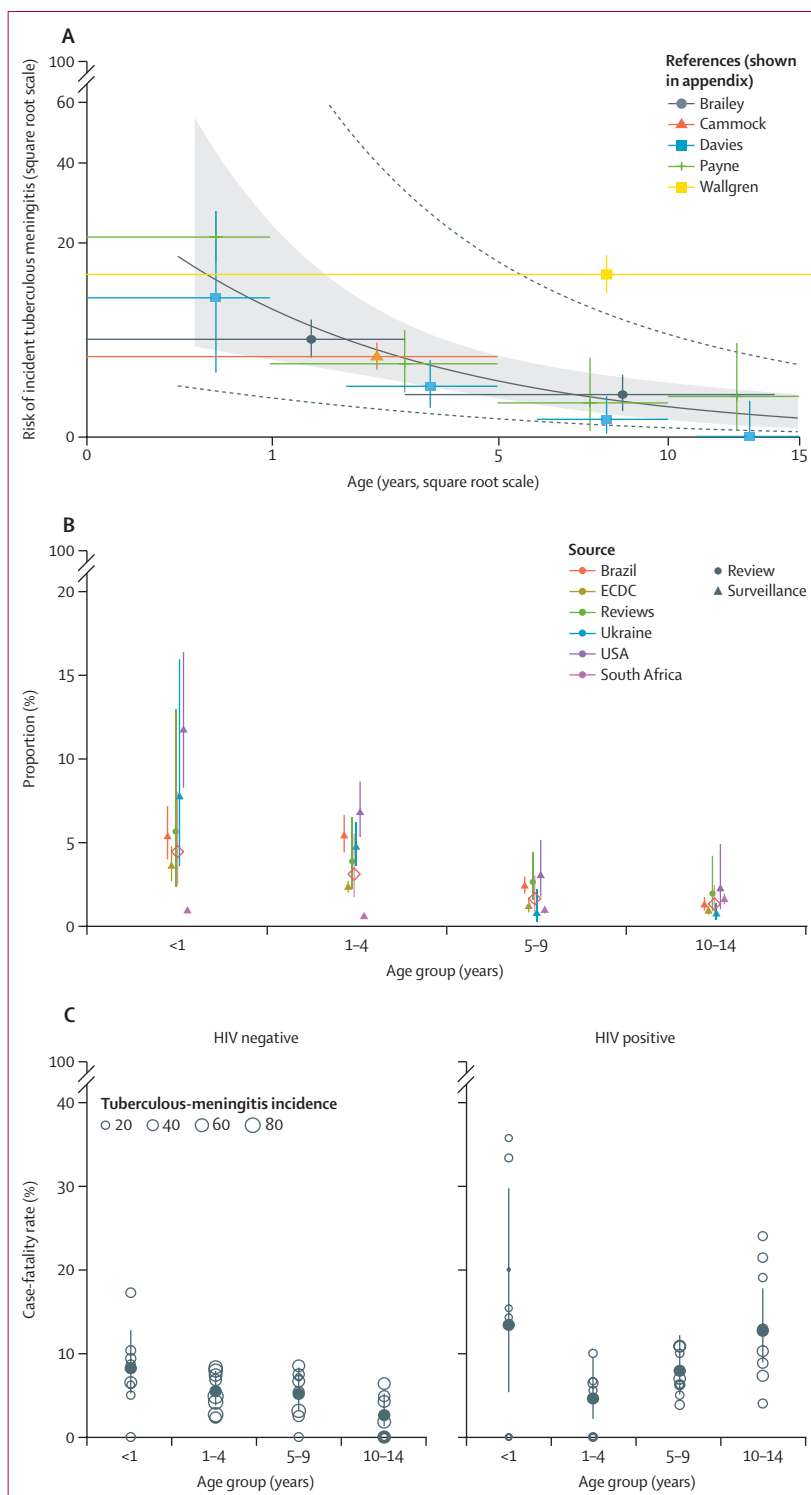 A
References (shown
in appendix)
Brailey
Cammock
Davies
Payne
Wallgren
Risk of incident tuberculous meningitis (square root scale)
100
60
40
20
0
0 1 5 10 15
Age (years, square root scale)
B
Source
Brazil
ECDC
Reviews
Ukraine
USA
South Africa
Review
Surveillance
Proportion (%)
100
20
15
10
5
0
<1 1–4 5–9 10–14
Age group (years)
C
HIV negative
HIV positive
Tuberculous-meningitis incidence
20 40 60 80
Case-fatality rate (%)
100
40
30
20
10
0
<1 1–4 5–9 10–14
Age group (years)
<1 1–4 5–9 10–14
Age group (years)